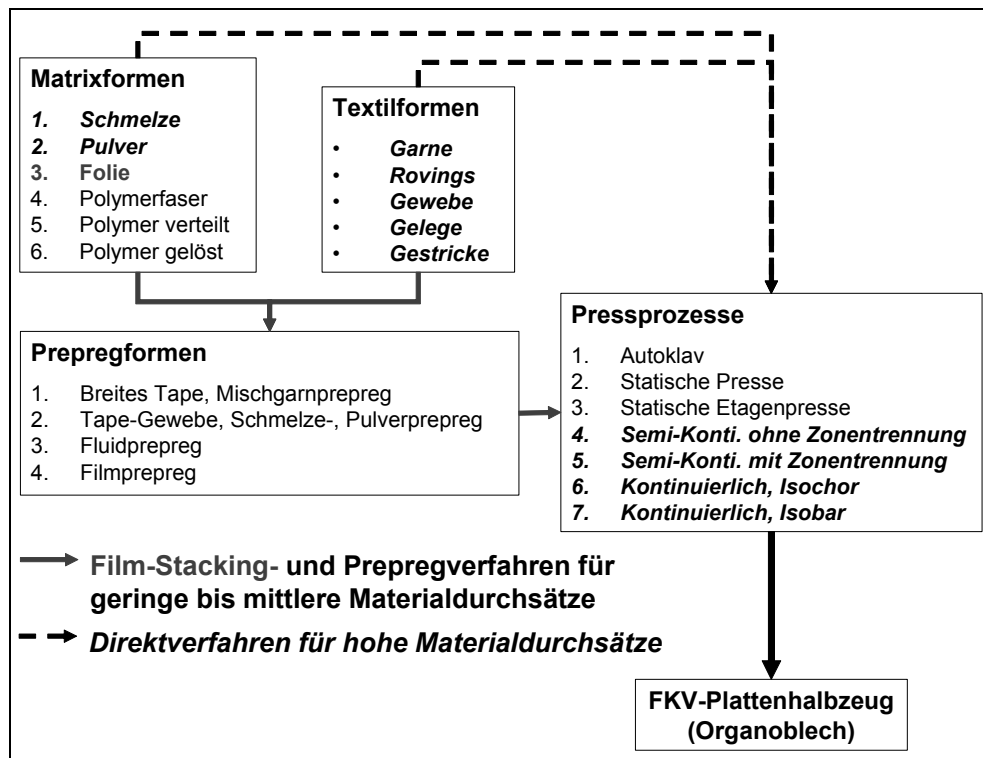 Matrixformen
1. Schmelze
2. Pulver
3. Folie
4. Polymerfaser
5. Polymer verteilt
6. Polymer gelöst
Textilformen
• Garne
• Rovings
• Gewebe
• Gelege
• Gestricke
Prepregformen
1. Breites Tape, Mischgarnprepreg
2. Tape-Gewebe, Schmelze-, Pulverprepreg
3. Fluidprepreg
4. Filmprepreg
Pressprozesse
1. Autoklav
2. Statische Presse
3. Statische Etagenpresse
4. Semi-Konti. ohne Zonentrennung
5. Semi-Konti. mit Zonentrennung
6. Kontinuierlich, Isochor
7. Kontinuierlich, Isobar
Film-Stacking- und Prepregverfahren für
geringe bis mittlere Materialdurchsätze
Direktverfahren für hohe Materialdurchsätze
FKV-Plattenhalbzeug
(Organoblech)